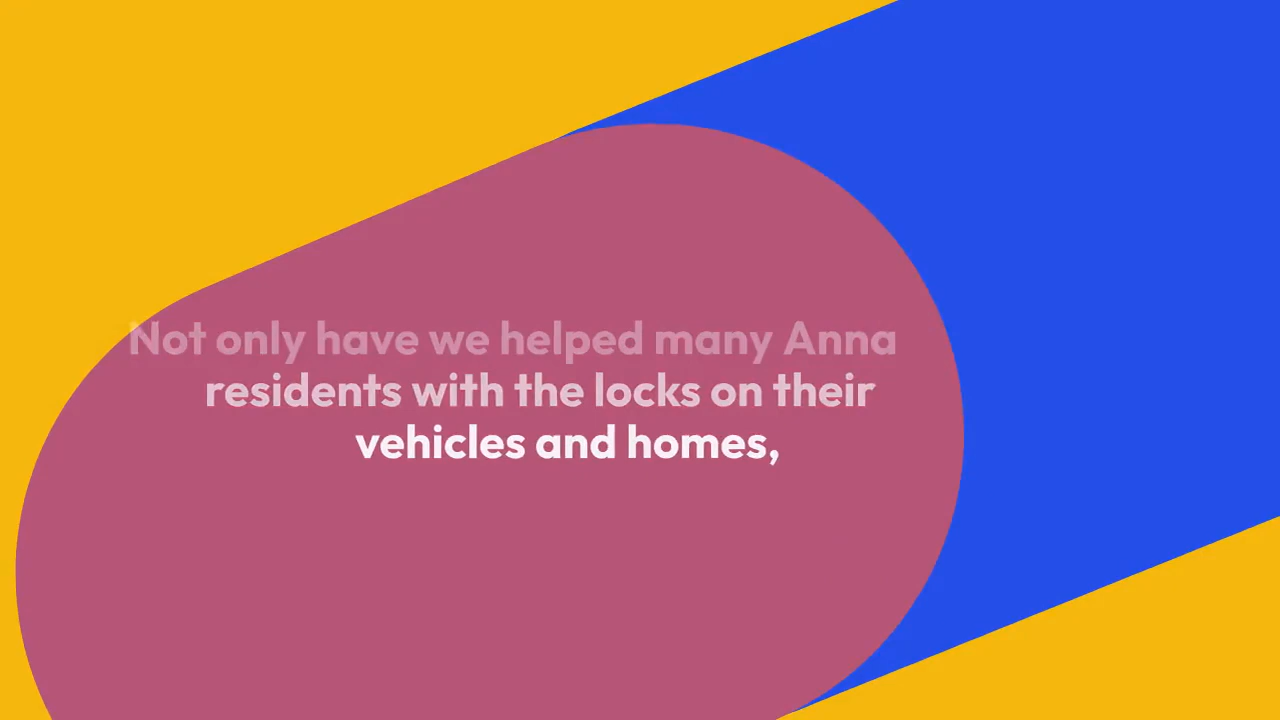 Not only have we helped many Anna
residents with the locks on their
vehicles and homes,